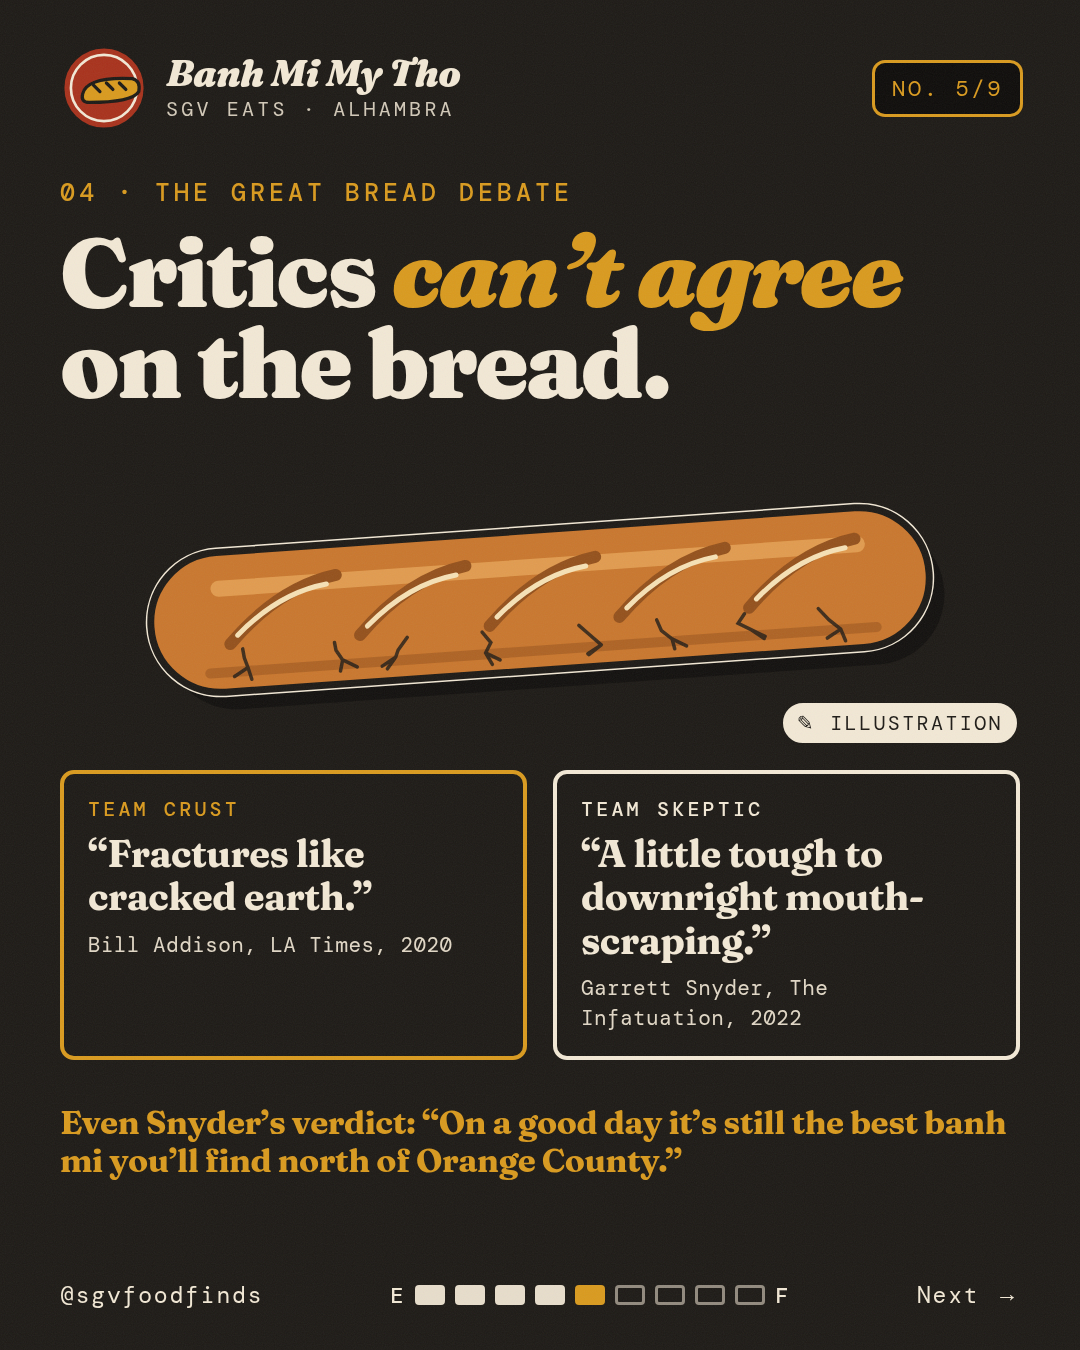 Banh Mi My Tho
SGV EATS · ALHAMBRA
NO. 5/9
04 · THE GREAT BREAD DEBATE
Critics can’t agree
on the bread.
✎ ILLUSTRATION
TEAM CRUST
“Fractures like
cracked earth.”
Bill Addison, LA Times, 2020
TEAM SKEPTIC
“A little tough to
downright mouth-
scraping.”
Garrett Snyder, The
Infatuation, 2022
Even Snyder’s verdict: “On a good day it’s still the best banh
mi you’ll find north of Orange County.”
@sgvfoodfinds
E F
Next →